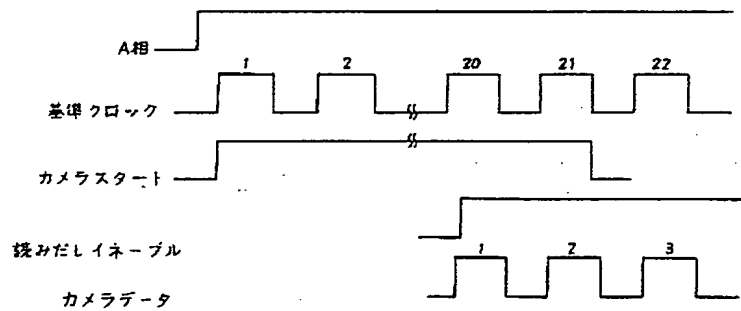 A相
1 2 20 21 22
基準クロック
カメラスタート
読みだしイネーブル
1 2 3
カメラデータ